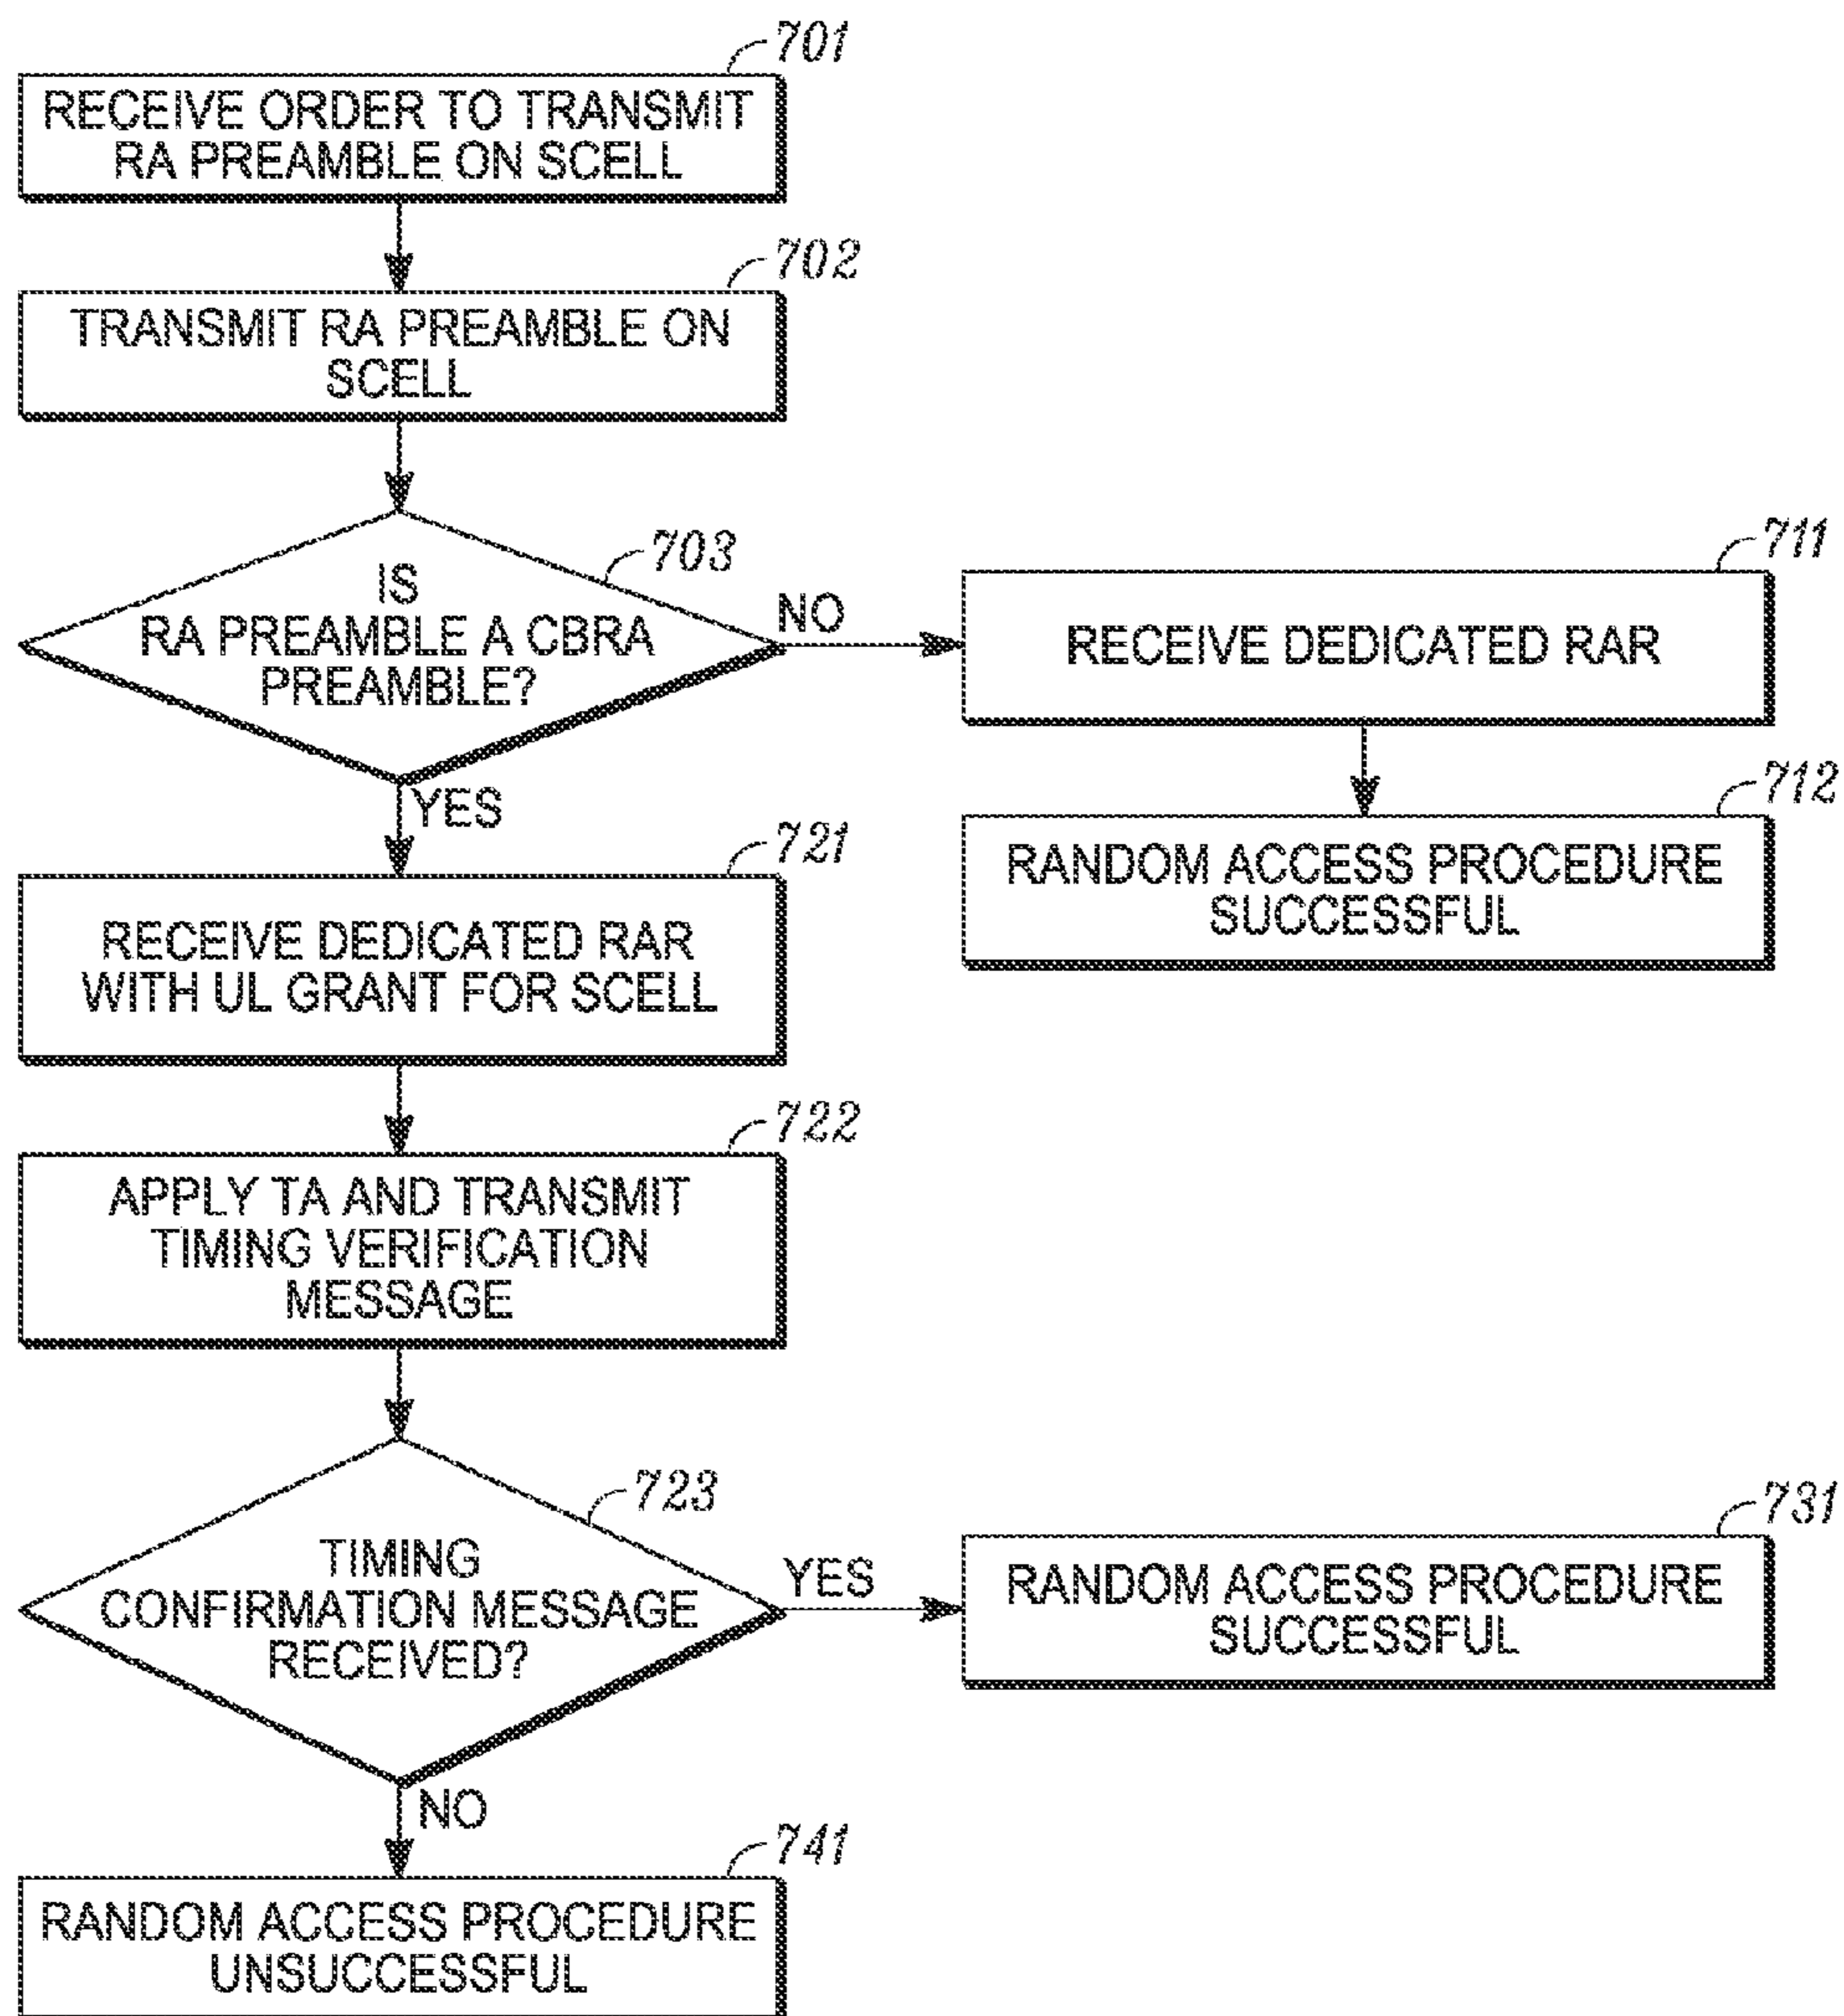 701
RECEIVE ORDER TO TRANSMIT
RA PREAMBLE ON SCELL
702
TRANSMIT RA PREAMBLE ON
SCELL
703
IS
RA PREAMBLE A CBRA
PREAMBLE?
NO
711
RECEIVE DEDICATED RAR
712
RANDOM ACCESS PROCEDURE
SUCCESSFUL
YES
721
RECEIVE DEDICATED RAR
WITH UL GRANT FOR SCELL
722
APPLY TA AND TRANSMIT
TIMING VERIFICATION
MESSAGE
723
TIMING
CONFIRMATION MESSAGE
RECEIVED?
YES
731
RANDOM ACCESS PROCEDURE
SUCCESSFUL
NO
741
RANDOM ACCESS PROCEDURE
UNSUCCESSFUL